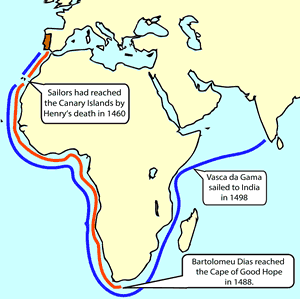 Sailors had reached
the Canary Islands by
Henry's death in 1460
Vasca da Gama
sailed to India
in 1498
Bartolomeu Dias reached
the Cape of Good Hope
in 1488.